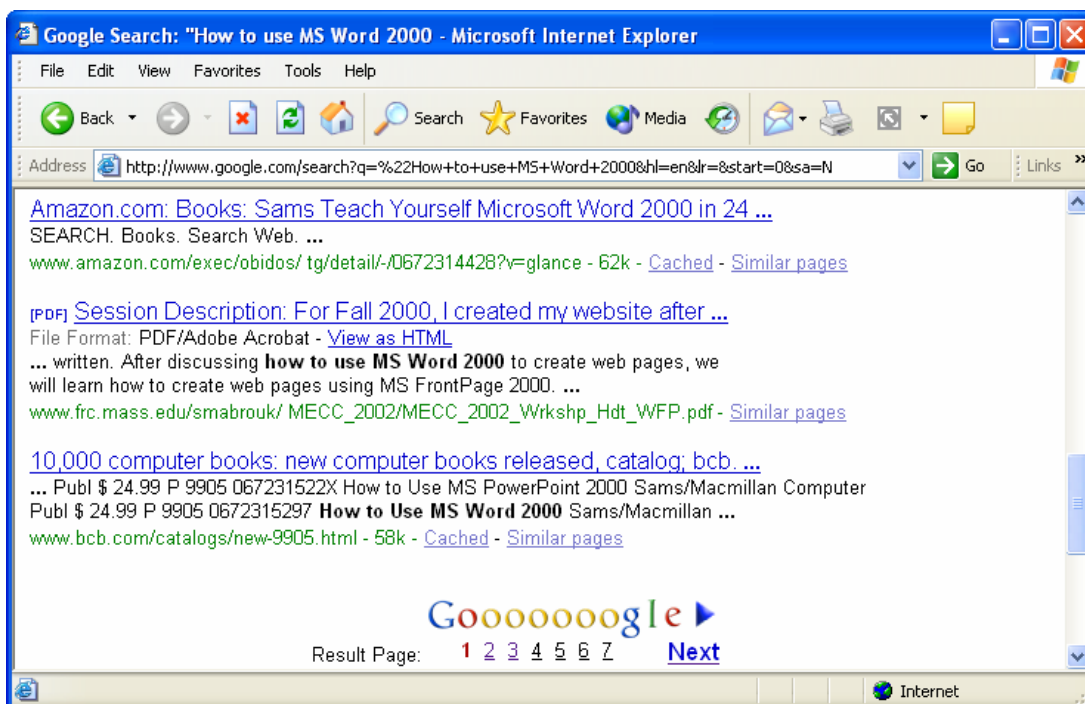 Google Search: "How to use MS Word 2000 - Microsoft Internet Explorer
File Edit View Favorites Tools Help
Back Search Favorites Media
Address http://www.google.com/search?q=%22How+to+use+MS+Word+2000&hl=en&lr=&start=0&sa=N Go Links »
Amazon.com: Books: Sams Teach Yourself Microsoft Word 2000 in 24 ...
SEARCH. Books. Search Web. ...
www.amazon.com/exec/obidos/ tg/detail/-/0672314428?v=glance - 62k - Cached - Similar pages
[PDF] Session Description: For Fall 2000, I created my website after ...
File Format: PDF/Adobe Acrobat - View as HTML
... written. After discussing how to use MS Word 2000 to create web pages, we
will learn how to create web pages using MS FrontPage 2000. ...
www.frc.mass.edu/smabrouk/ MECC_2002/MECC_2002_Wrkshp_Hdt_WFP.pdf - Similar pages
10,000 computer books: new computer books released, catalog; bcb. ...
... Publ $ 24.99 P 9905 067231522X How to Use MS PowerPoint 2000 Sams/Macmillan Computer
Publ $ 24.99 P 9905 0672315297 How to Use MS Word 2000 Sams/Macmillan ...
www.bcb.com/catalogs/new-9905.html - 58k - Cached - Similar pages
Gooooooogle
Result Page: 1 2 3 4 5 6 7 Next
Internet